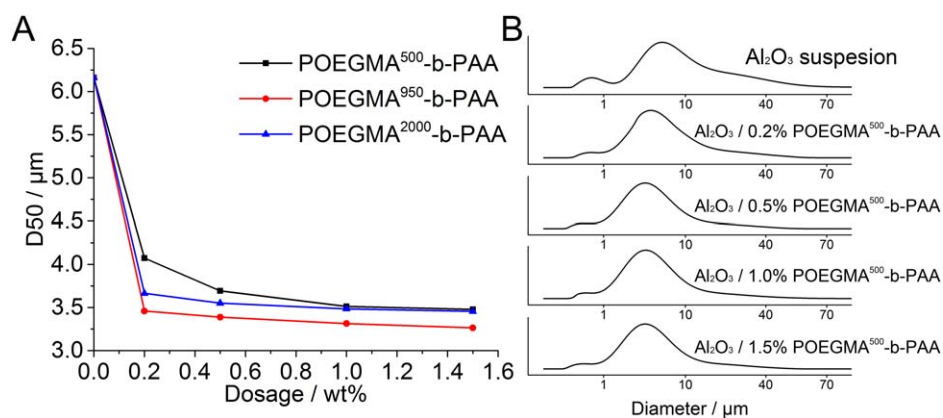 A
6.5
6.0
5.5
5.0
4.5
4.0
3.5
3.0
D50 / µm
0.0 0.2 0.4 0.6 0.8 1.0 1.2 1.4 1.6
Dosage / wt%
POEGMA⁵⁰⁰-b-PAA
POEGMA⁹⁵⁰-b-PAA
POEGMA²⁰⁰⁰-b-PAA
B
Al₂O₃ suspesion
1 10 40 70
Al₂O₃ / 0.2% POEGMA⁵⁰⁰-b-PAA
1 10 40 70
Al₂O₃ / 0.5% POEGMA⁵⁰⁰-b-PAA
1 10 40 70
Al₂O₃ / 1.0% POEGMA⁵⁰⁰-b-PAA
1 10 40 70
Al₂O₃ / 1.5% POEGMA⁵⁰⁰-b-PAA
1 10 40 70
Diameter / µm